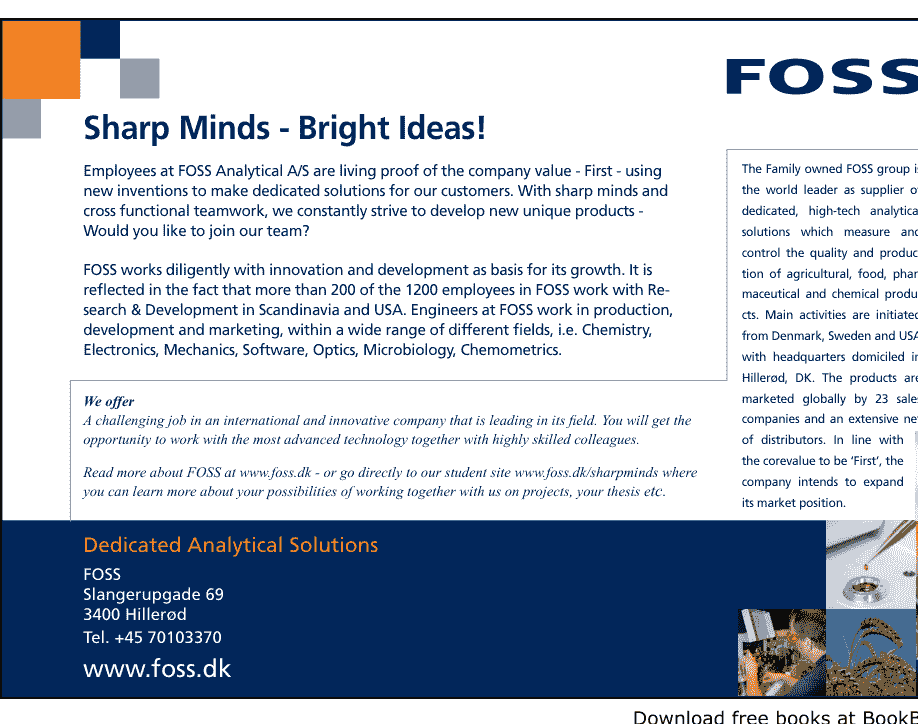 FOSS
Sharp Minds - Bright Ideas!
Employees at FOSS Analytical A/S are living proof of the company value - First - using
new inventions to make dedicated solutions for our customers. With sharp minds and
cross functional teamwork, we constantly strive to develop new unique products -
Would you like to join our team?
FOSS works diligently with innovation and development as basis for its growth. It is
reflected in the fact that more than 200 of the 1200 employees in FOSS work with Re-
search & Development in Scandinavia and USA. Engineers at FOSS work in production,
development and marketing, within a wide range of different fields, i.e. Chemistry,
Electronics, Mechanics, Software, Optics, Microbiology, Chemometrics.
We offer
A challenging job in an international and innovative company that is leading in its field. You will get the
opportunity to work with the most advanced technology together with highly skilled colleagues.
Read more about FOSS at www.foss.dk - or go directly to our student site www.foss.dk/sharpminds where
you can learn more about your possibilities of working together with us on projects, your thesis etc.
The Family owned FOSS group
the world leader as supplier
dedicated, high-tech
solutions which measure
control the quality and
tion of agricultural, food,
maceutical and chemical
cts. Main activities are
from Denmark, Sweden and USA
with headquarters domiciled
Hillerød, DK. The products
marketed globally by 23
companies and an extensive
of distributors. In line with
the corevalue to be ‘First’, the
company intends to expand
its market position.
Dedicated Analytical Solutions
FOSS
Slangerupgade 69
3400 Hillerød
Tel. +45 70103370
www.foss.dk
Download free books at